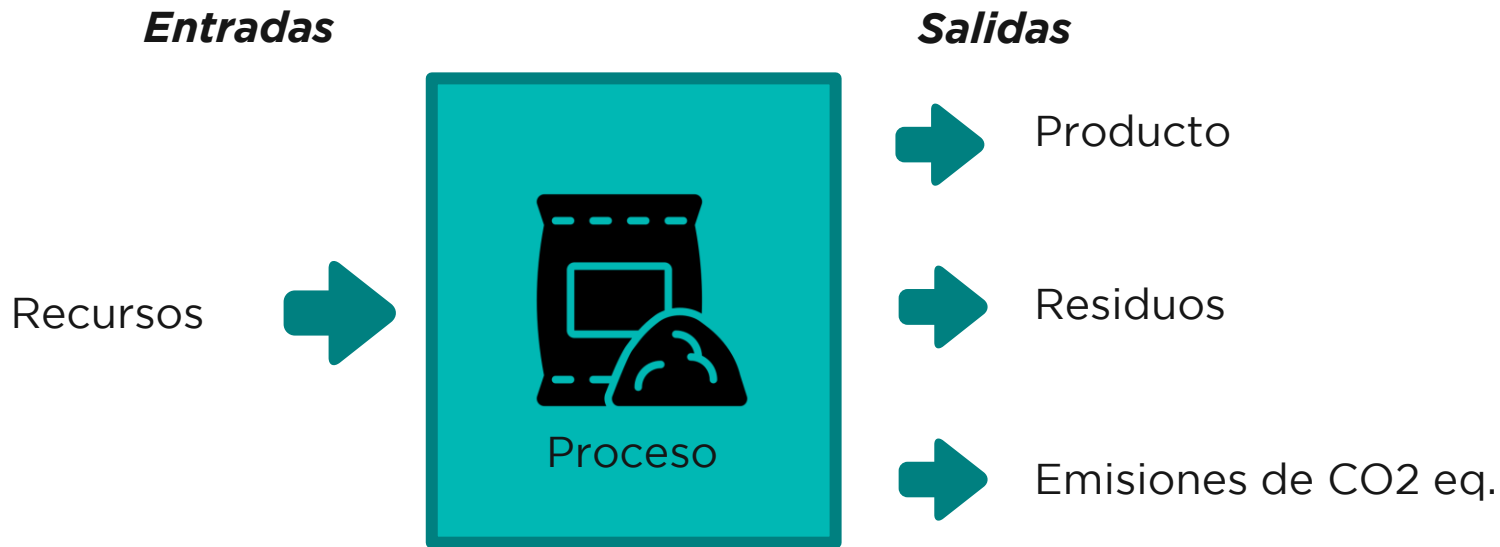 Entradas
Salidas
Recursos
Proceso
Producto
Residuos
Emisiones de CO2 eq.